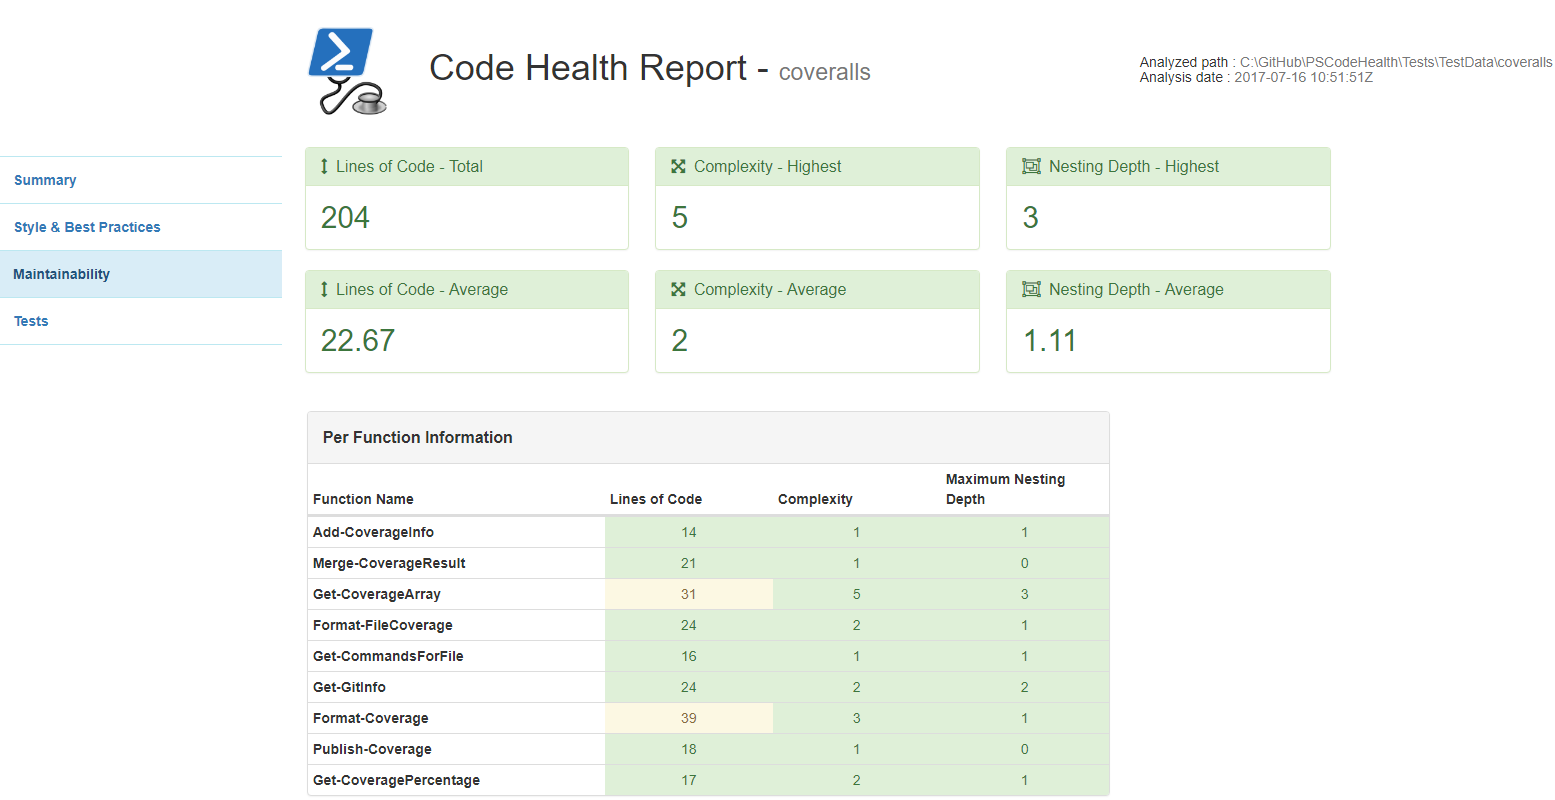 Code Health Report - coveralls
Analyzed path : C:\GitHub\PSCodeHealth\Tests\TestData\coveralls
Analysis date : 2017-07-16 10:51:51Z
Summary
Style & Best Practices
Maintainability
Tests
Lines of Code - Total
204
Complexity - Highest
5
Nesting Depth - Highest
3
Lines of Code - Average
22.67
Complexity - Average
2
Nesting Depth - Average
1.11
Per Function Information
Function Name Lines of Code Complexity Maximum Nesting Depth
Add-CoverageInfo 14 1 1
Merge-CoverageResult 21 1 0
Get-CoverageArray 31 5 3
Format-FileCoverage 24 2 1
Get-CommandsForFile 16 1 1
Get-GitInfo 24 2 2
Format-Coverage 39 3 1
Publish-Coverage 18 1 0
Get-CoveragePercentage 17 2 1